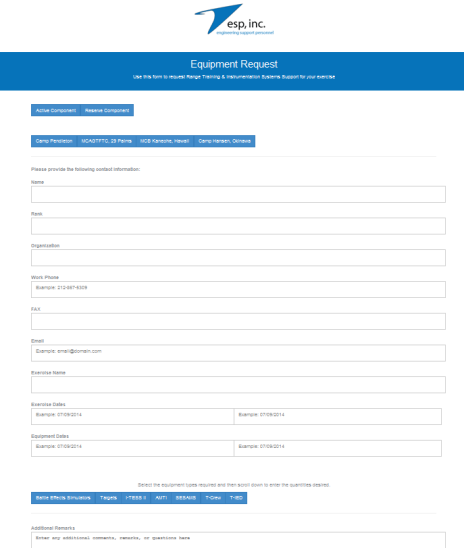 esp, inc.
engineering support personnel
Equipment Request
Use this form to request Range Training & Instrumentation Systems Support for your exercise
Active Component Reserve Component
Camp Pendleton MCAGTFTC, 29 Palms MCB Kaneohe, Hawaii Camp Hansen, Okinawa
Please provide the following contact information:
Name
Rank
Organization
Work Phone
Example: 212-867-5309
FAX
Email
Example: email@domain.com
Exercise Name
Exercise Dates
Example: 07/09/2014 Example: 07/09/2014
Equipment Dates
Example: 07/09/2014 Example: 07/09/2014
Select the equipment types required and then scroll down to enter the quantities desired
Battle Effects Simulators Targets I-TESS II AMTI SESAMS T-Crew T-IED
Additional Remarks
Enter any additional comments, remarks, or questions here